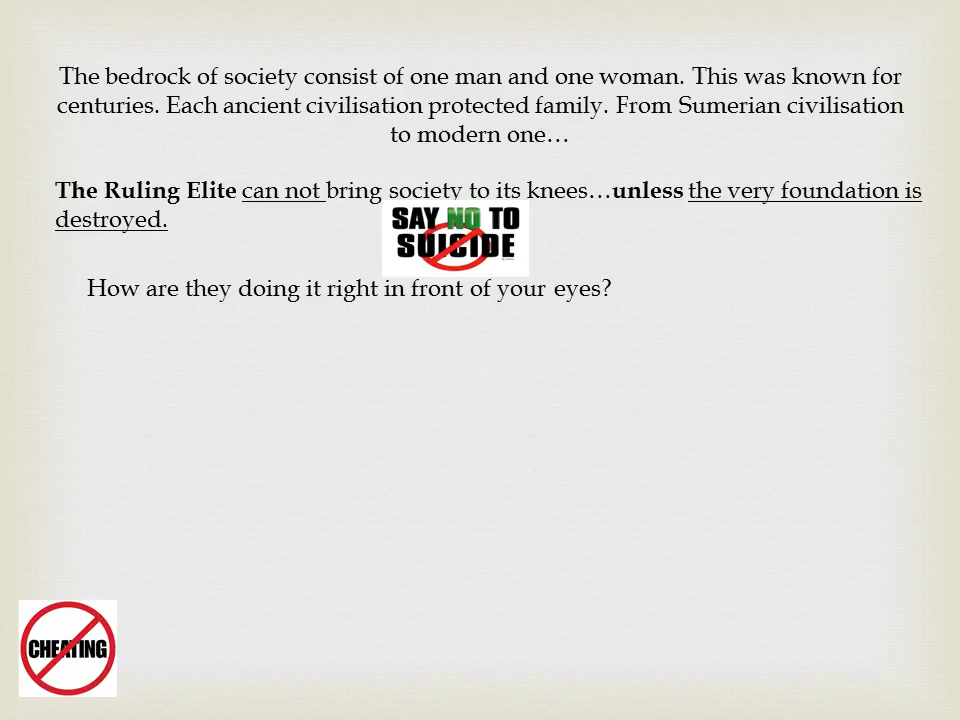 The bedrock of society consist of one man and one woman. This was known for
centuries. Each ancient civilisation protected family. From Sumerian civilisation
to modern one…
The Ruling Elite can not bring society to its knees…unless the very foundation is
destroyed.
SAY NO TO
SUICIDE
How are they doing it right in front of your eyes?
CHEATING